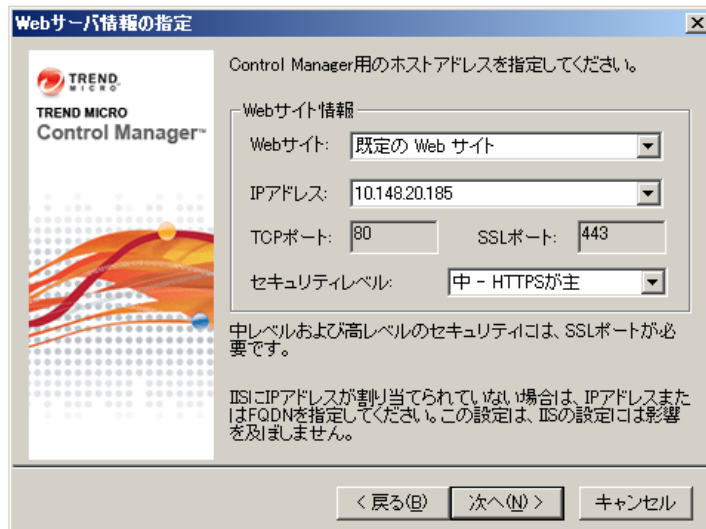 Webサーバ情報の指定
TREND
MICRO
TREND MICRO
Control Manager™
Control Manager用のホストアドレスを指定してください。
Webサイト情報
Webサイト: 既定の Web サイト
IPアドレス: 10.148.20.185
TCPポート: 80 SSLポート: 443
セキュリティレベル: 中 - HTTPSが主
中レベルおよび高レベルのセキュリティには、SSLポートが必
要です。
IISにIPアドレスが割り当てられていない場合は、IPアドレスまた
はFQDNを指定してください。この設定は、IISの設定には影響
を及ぼしません。
< 戻る(B) 次へ(N) > キャンセル